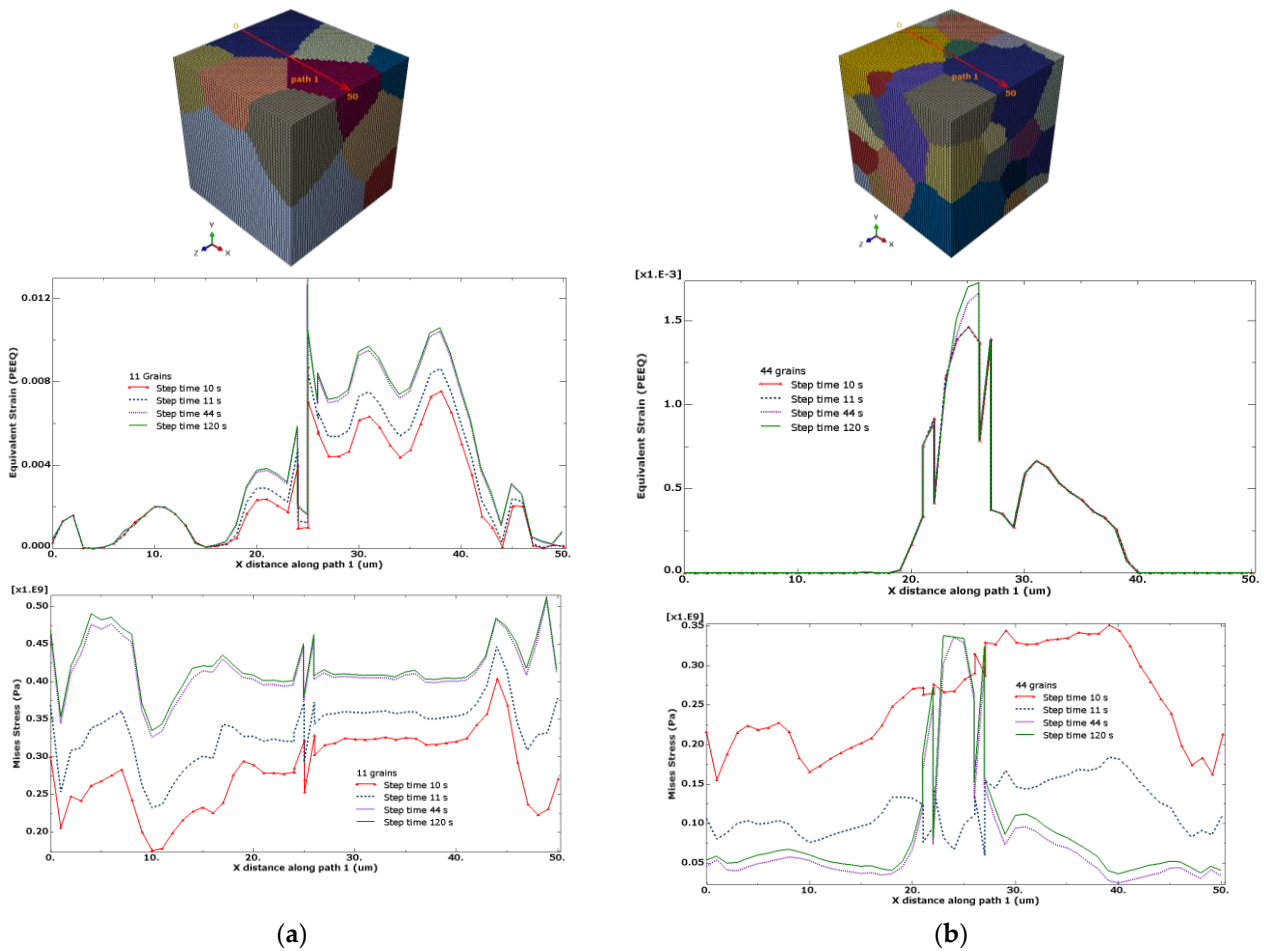 0
path 1
50
Y
Z
X
0
path 1
50
Y
Z
X
Equivalent Strain (PEEQ)
0.012
0.008
0.004
0.000
11 Grains
Step time 10 s
Step time 11 s
Step time 44 s
Step time 120 s
0.
10.
20.
30.
40.
50.
X distance along path 1 (um)
[x1.E-3]
Equivalent Strain (PEEQ)
1.5
1.0
0.5
0.0
44 grains
Step time 10 s
Step time 11 s
Step time 44 s
Step time 120 s
0.
10.
20.
30.
40.
50.
X distance along path 1 (um)
[x1.E9]
Mises Stress (Pa)
0.50
0.45
0.40
0.35
0.30
0.25
0.20
11 grains
Step time 10 s
Step time 11 s
Step time 44 s
Step time 120 s
0.
10.
20.
30.
40.
50.
X distance along path 1 (um)
[x1.E9]
Mises Stress (Pa)
0.35
0.30
0.25
0.20
0.15
0.10
0.05
44 grains
Step time 10 s
Step time 11 s
Step time 44 s
Step time 120 s
0.
10.
20.
30.
40.
50.
X distance along path 1 (um)
(a)
(b)